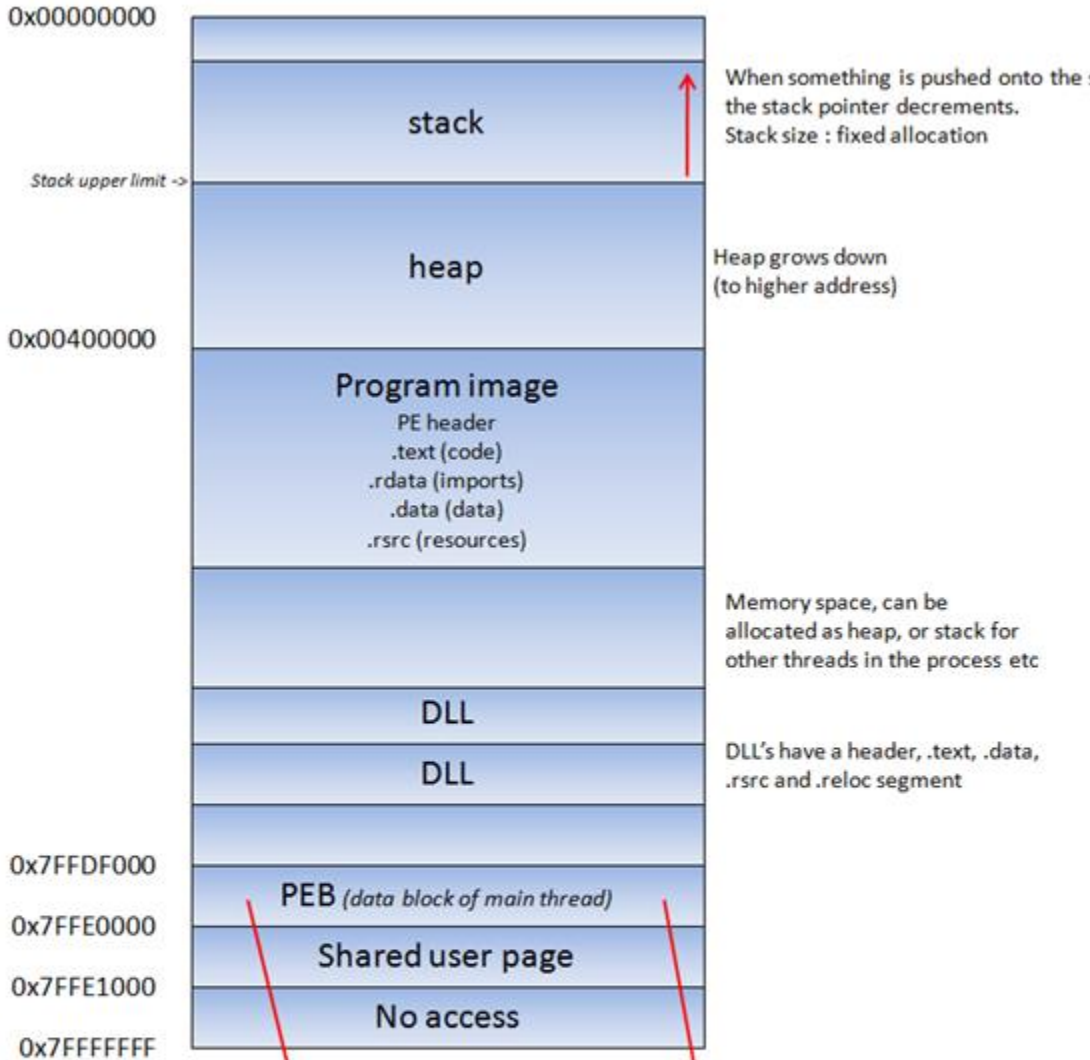 0x00000000
When something is pushed onto the
stack
the stack pointer decrements.
Stack size : fixed allocation
Stack upper limit ->
heap
Heap grows down
(to higher address)
0x00400000
Program image
PE header
.text (code)
.rdata (imports)
.data (data)
.rsrc (resources)
Memory space, can be
allocated as heap, or stack for
other threads in the process etc
DLL
DLL
DLL's have a header, .text, .data,
.rsrc and .reloc segment
0x7FFDF000
PEB (data block of main thread)
0x7FFE0000
Shared user page
0x7FFE1000
No access
0x7FFFFFFF